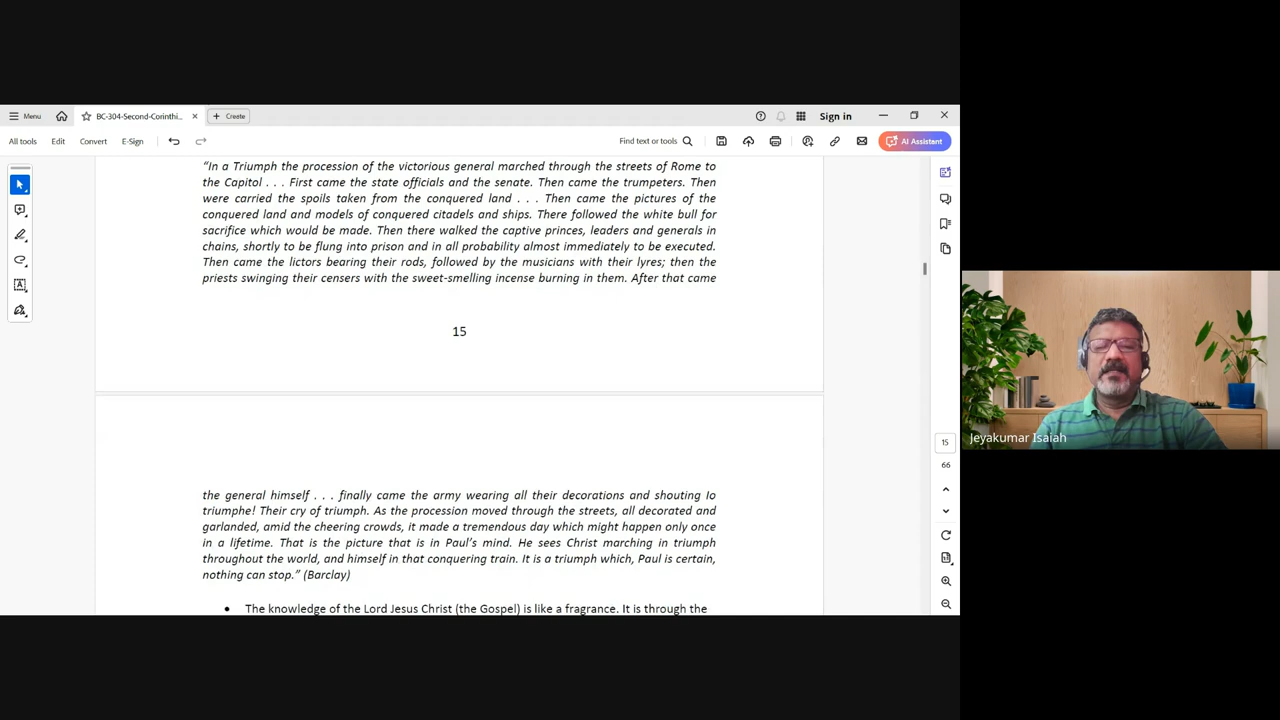 Menu
BC-304-Second-Corinthi...
Create
Sign in
All tools
Edit
Convert
E-Sign
Find text or tools
AI Assistant
“In a Triumph the procession of the victorious general marched through the streets of Rome to
the Capitol . . . First came the state officials and the senate. Then came the trumpeters. Then
were carried the spoils taken from the conquered land . . . Then came the pictures of the
conquered land and models of conquered citadels and ships. There followed the white bull for
sacrifice which would be made. Then there walked the captive princes, leaders and generals in
chains, shortly to be flung into prison and in all probability almost immediately to be executed.
Then came the lictors bearing their rods, followed by the musicians with their lyres; then the
priests swinging their censers with the sweet-smelling incense burning in them. After that came
15
the general himself . . . finally came the army wearing all their decorations and shouting Io
triumphe! Their cry of triumph. As the procession moved through the streets, all decorated and
garlanded, amid the cheering crowds, it made a tremendous day which might happen only once
in a lifetime. That is the picture that is in Paul’s mind. He sees Christ marching in triumph
throughout the world, and himself in that conquering train. It is a triumph which, Paul is certain,
nothing can stop.” (Barclay)
• The knowledge of the Lord Jesus Christ (the Gospel) is like a fragrance. It is through the
15
66
Jeyakumar Isaiah